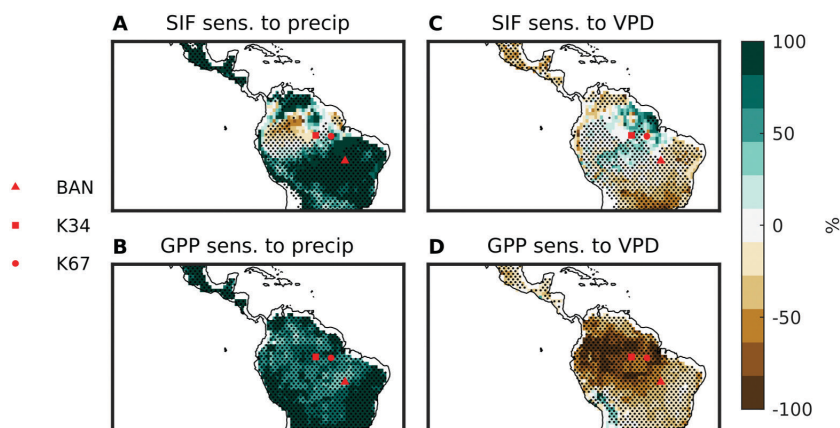 A SIF sens. to precip
C SIF sens. to VPD
BAN
K34
K67
B GPP sens. to precip
D GPP sens. to VPD
100
50
0
-50
-100
%